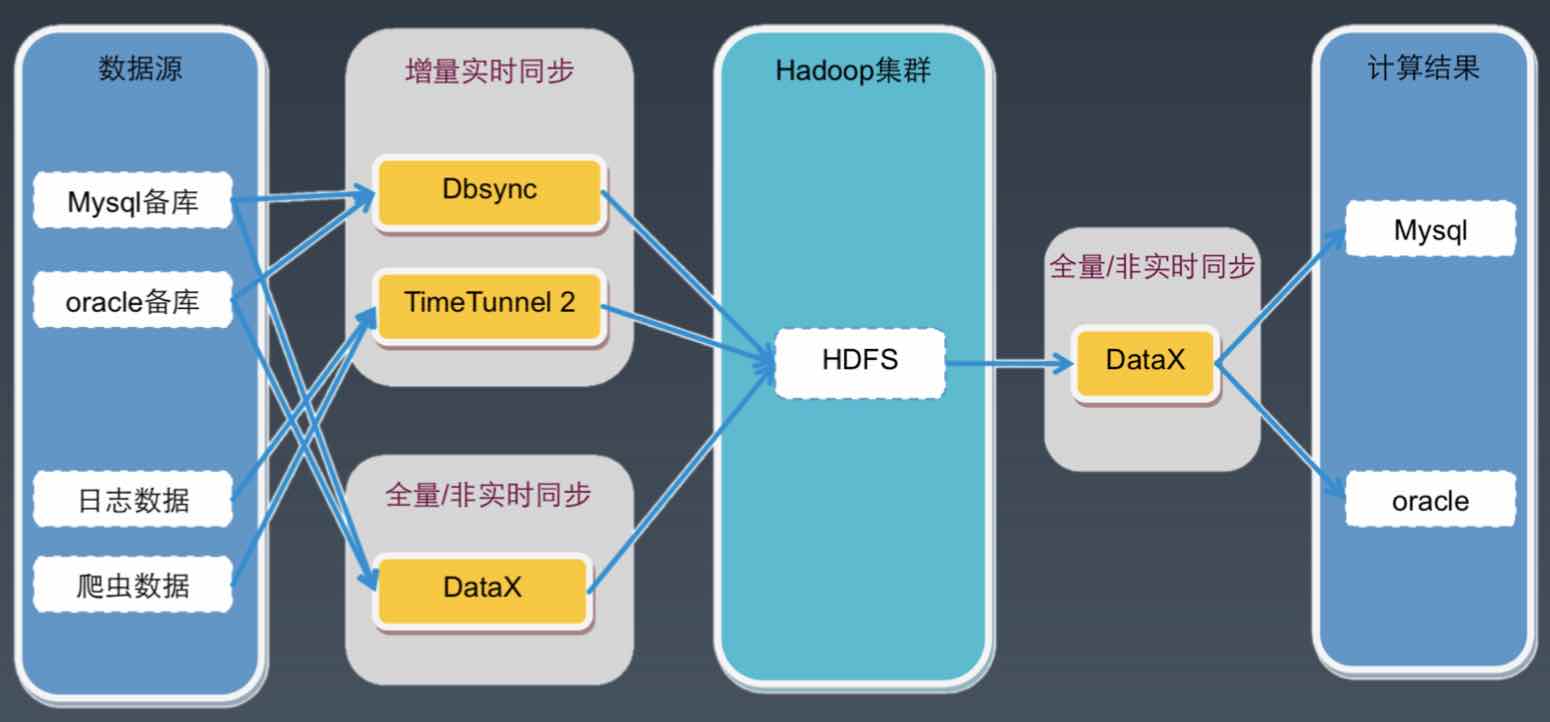 数据源
Mysql备库
oracle备库
日志数据
爬虫数据
增量实时同步
Dbsync
TimeTunnel 2
全量/非实时同步
DataX
Hadoop集群
HDFS
全量/非实时同步
DataX
计算结果
Mysql
oracle